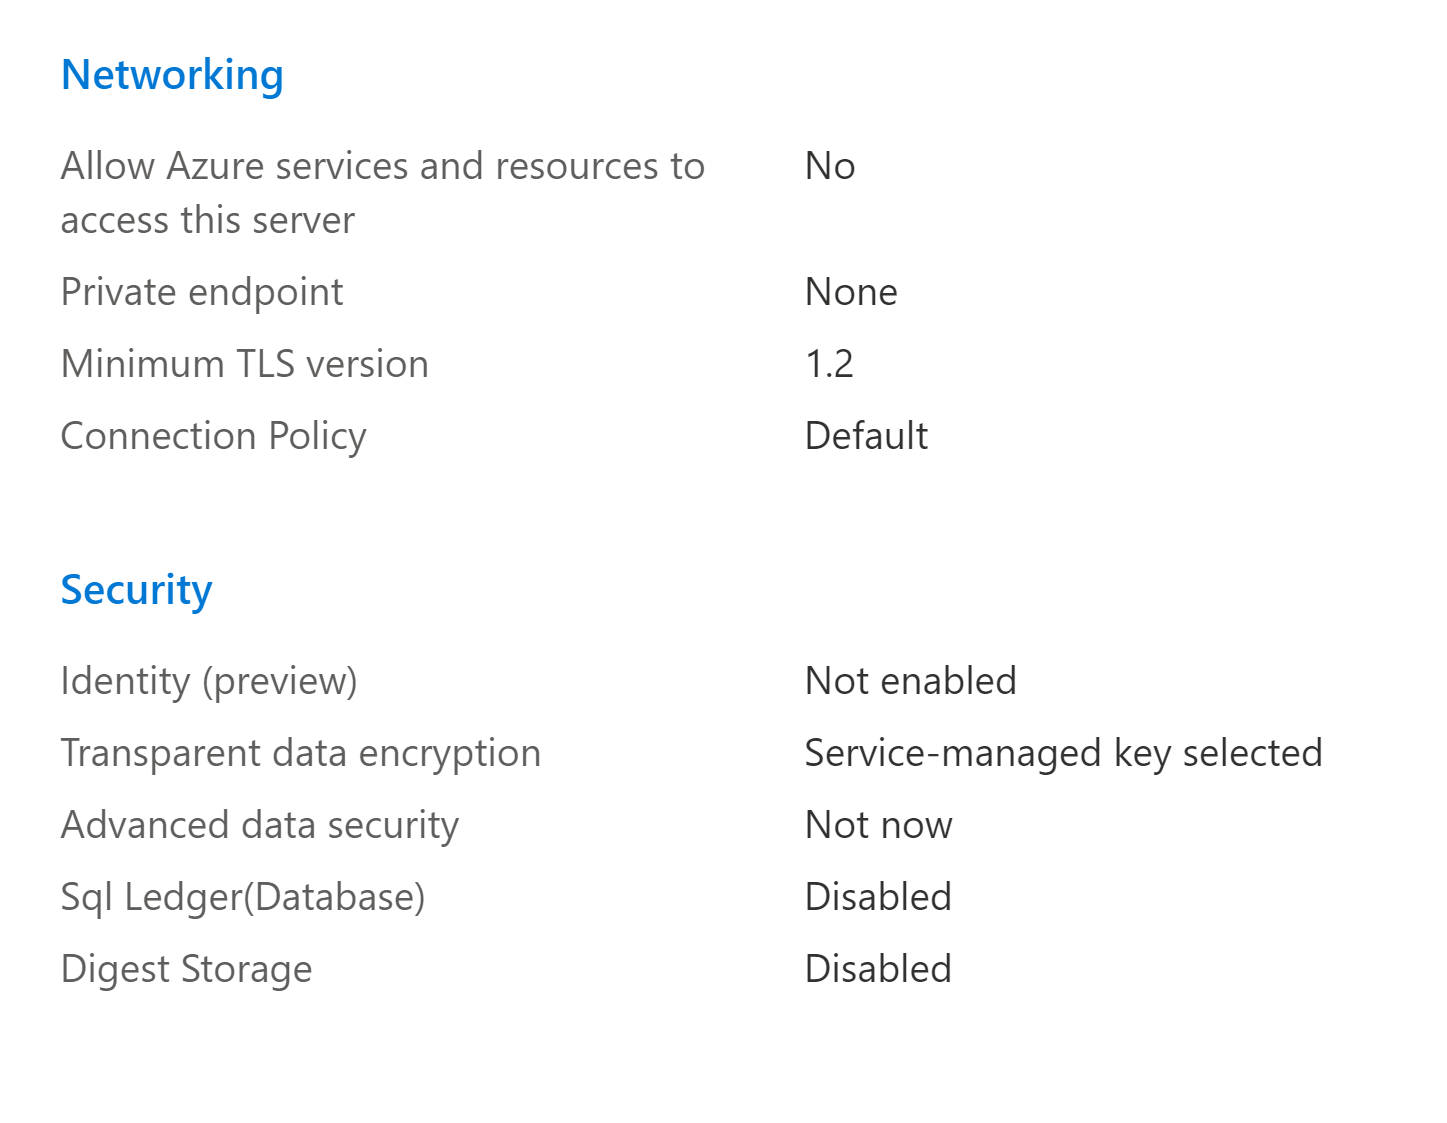 Networking
Allow Azure services and resources to
access this server
No
Private endpoint
None
Minimum TLS version
1.2
Connection Policy
Default
Security
Identity (preview)
Not enabled
Transparent data encryption
Service-managed key selected
Advanced data security
Not now
Sql Ledger(Database)
Disabled
Digest Storage
Disabled